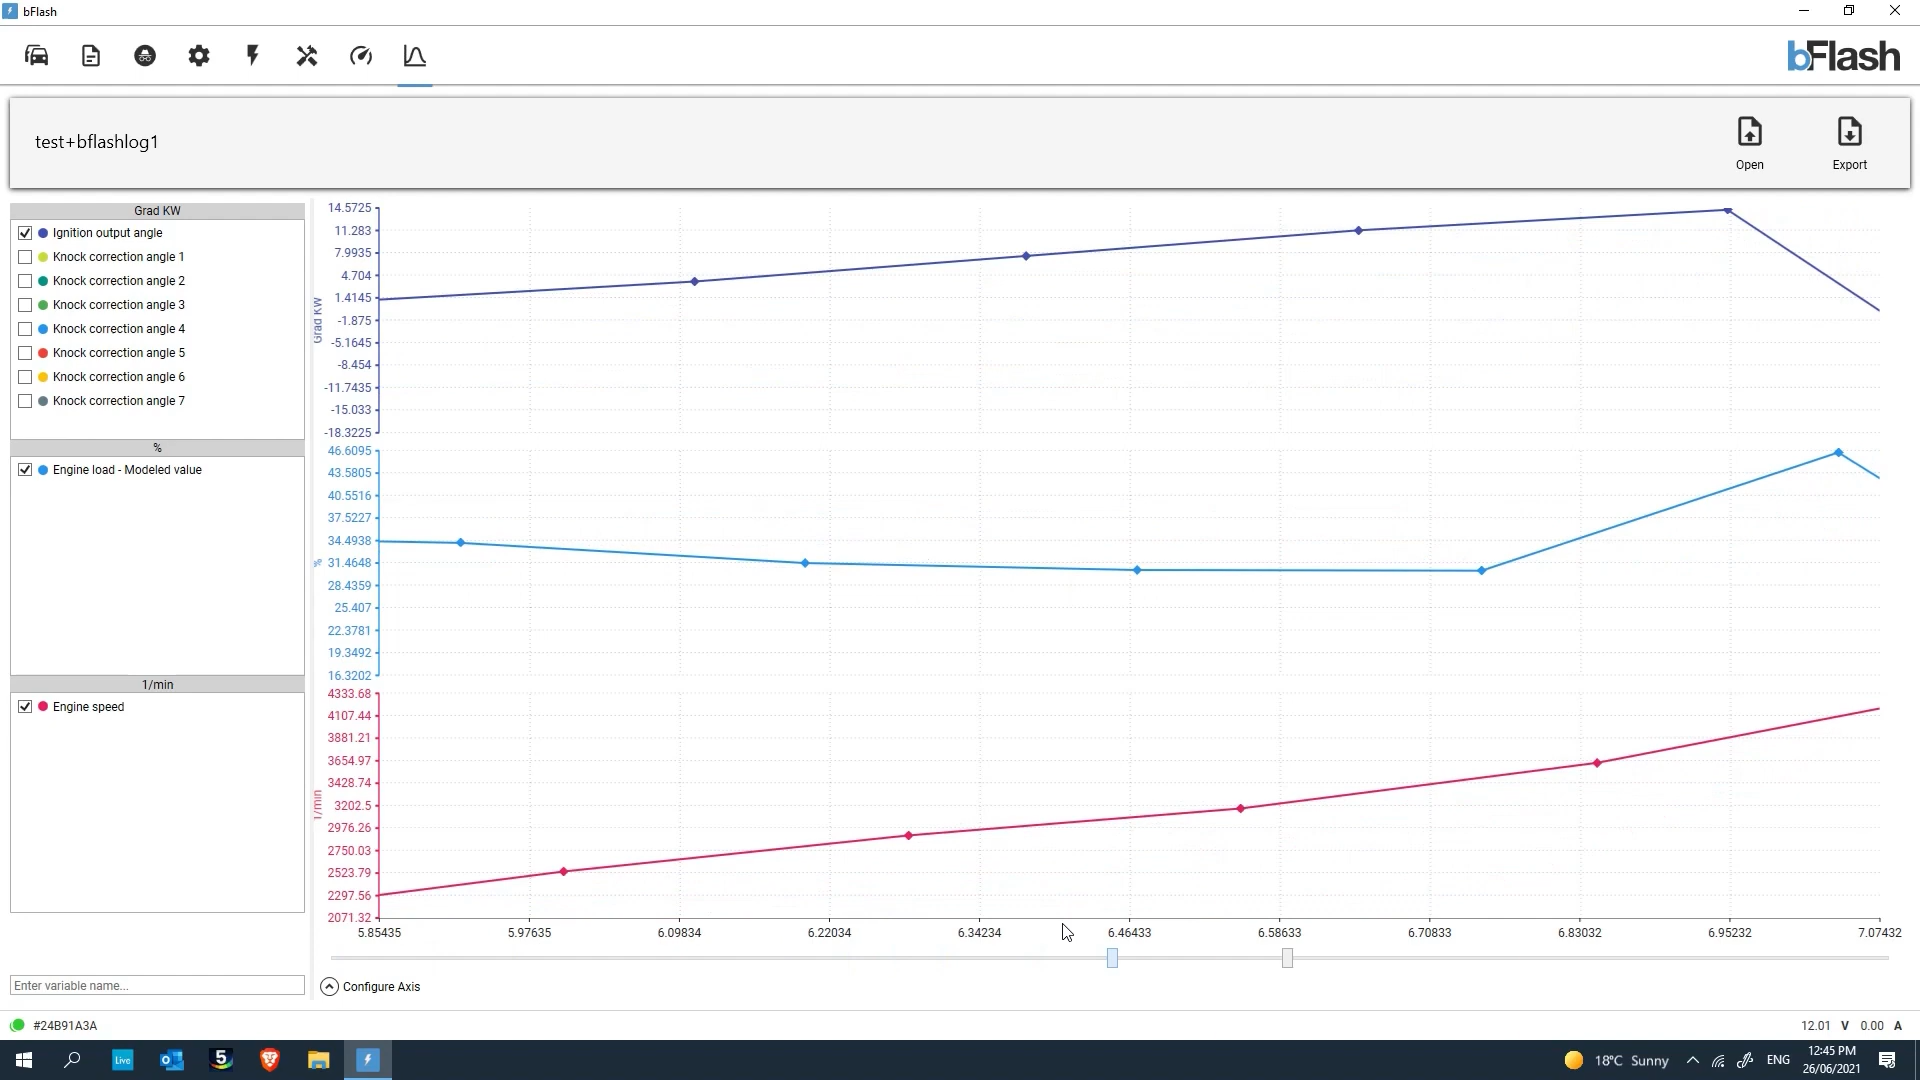 bFlash
bFlash
test+bflashlog1
Open
Export
Grad KW
Ignition output angle
Knock correction angle 1
Knock correction angle 2
Knock correction angle 3
Knock correction angle 4
Knock correction angle 5
Knock correction angle 6
Knock correction angle 7
%
Engine load - Modeled value
1/min
Engine speed
Enter variable name...
Grad KW
14.5725
11.283
7.9935
4.704
1.4145
-1.875
-5.1645
-8.454
-11.7435
-15.033
-18.3225
%
46.6095
43.5805
40.5516
37.5227
34.4938
31.4648
28.4359
25.407
22.3781
19.3492
16.3202
1/min
4333.68
4107.44
3881.21
3654.97
3428.74
3202.5
2976.26
2750.03
2523.79
2297.56
2071.32
5.85435
5.97635
6.09834
6.22034
6.34234
6.46433
6.58633
6.70833
6.83032
6.95232
7.07432
Configure Axis
#24B91A3A
12.01 V 0.00 A
Live
5
18°C Sunny
ENG
12:45 PM
26/06/2021